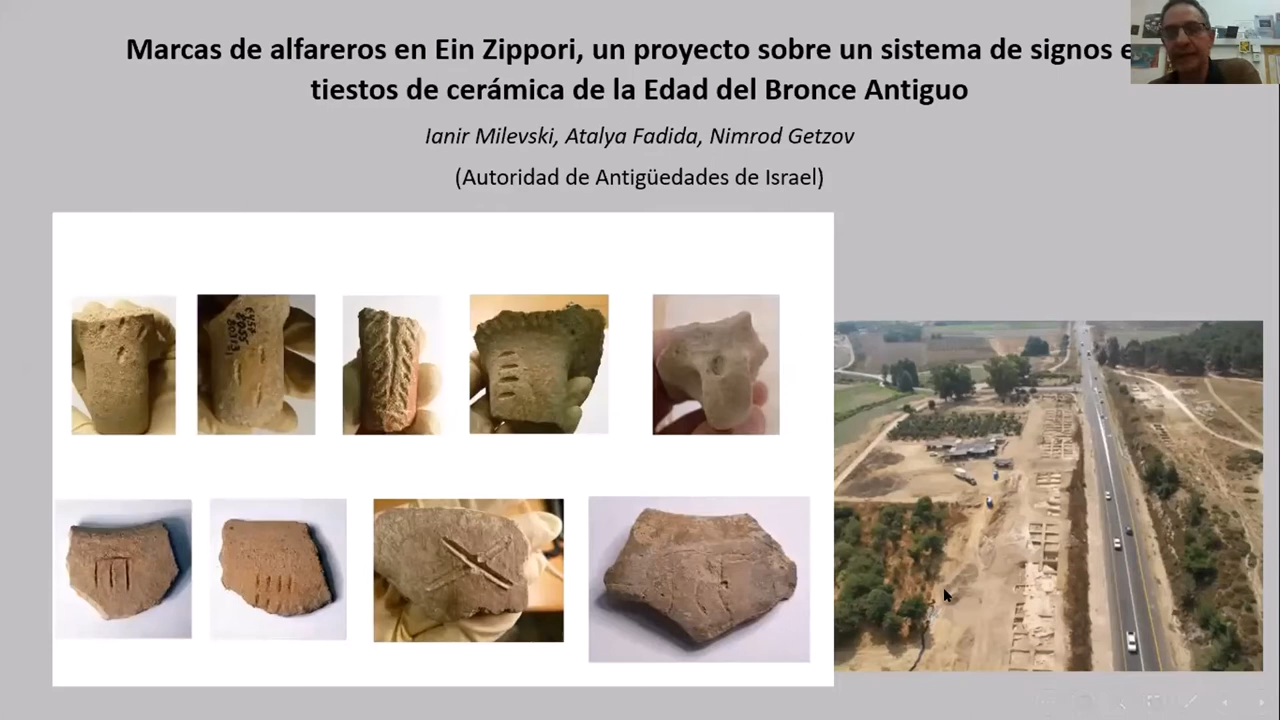 Marcas de alfareros en Ein Zippori, un proyecto sobre un sistema de signos
tiestos de cerámica de la Edad del Bronce Antiguo
Ianir Milevski, Atalya Fadida, Nimrod Getzov
(Autoridad de Antigüedades de Israel)